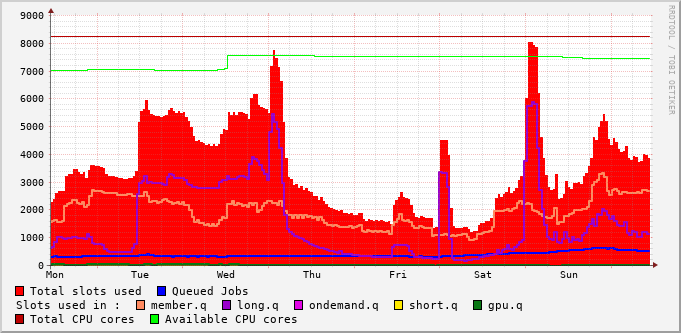 9000
8000
7000
6000
5000
4000
3000
2000
1000
0
Mon Tue Wed Thu Fri Sat Sun
RRDTOOL / TOBI OETIKER
Total slots used Queued Jobs
Slots used in : member.q long.q ondemand.q short.q gpu.q
Total CPU cores Available CPU cores